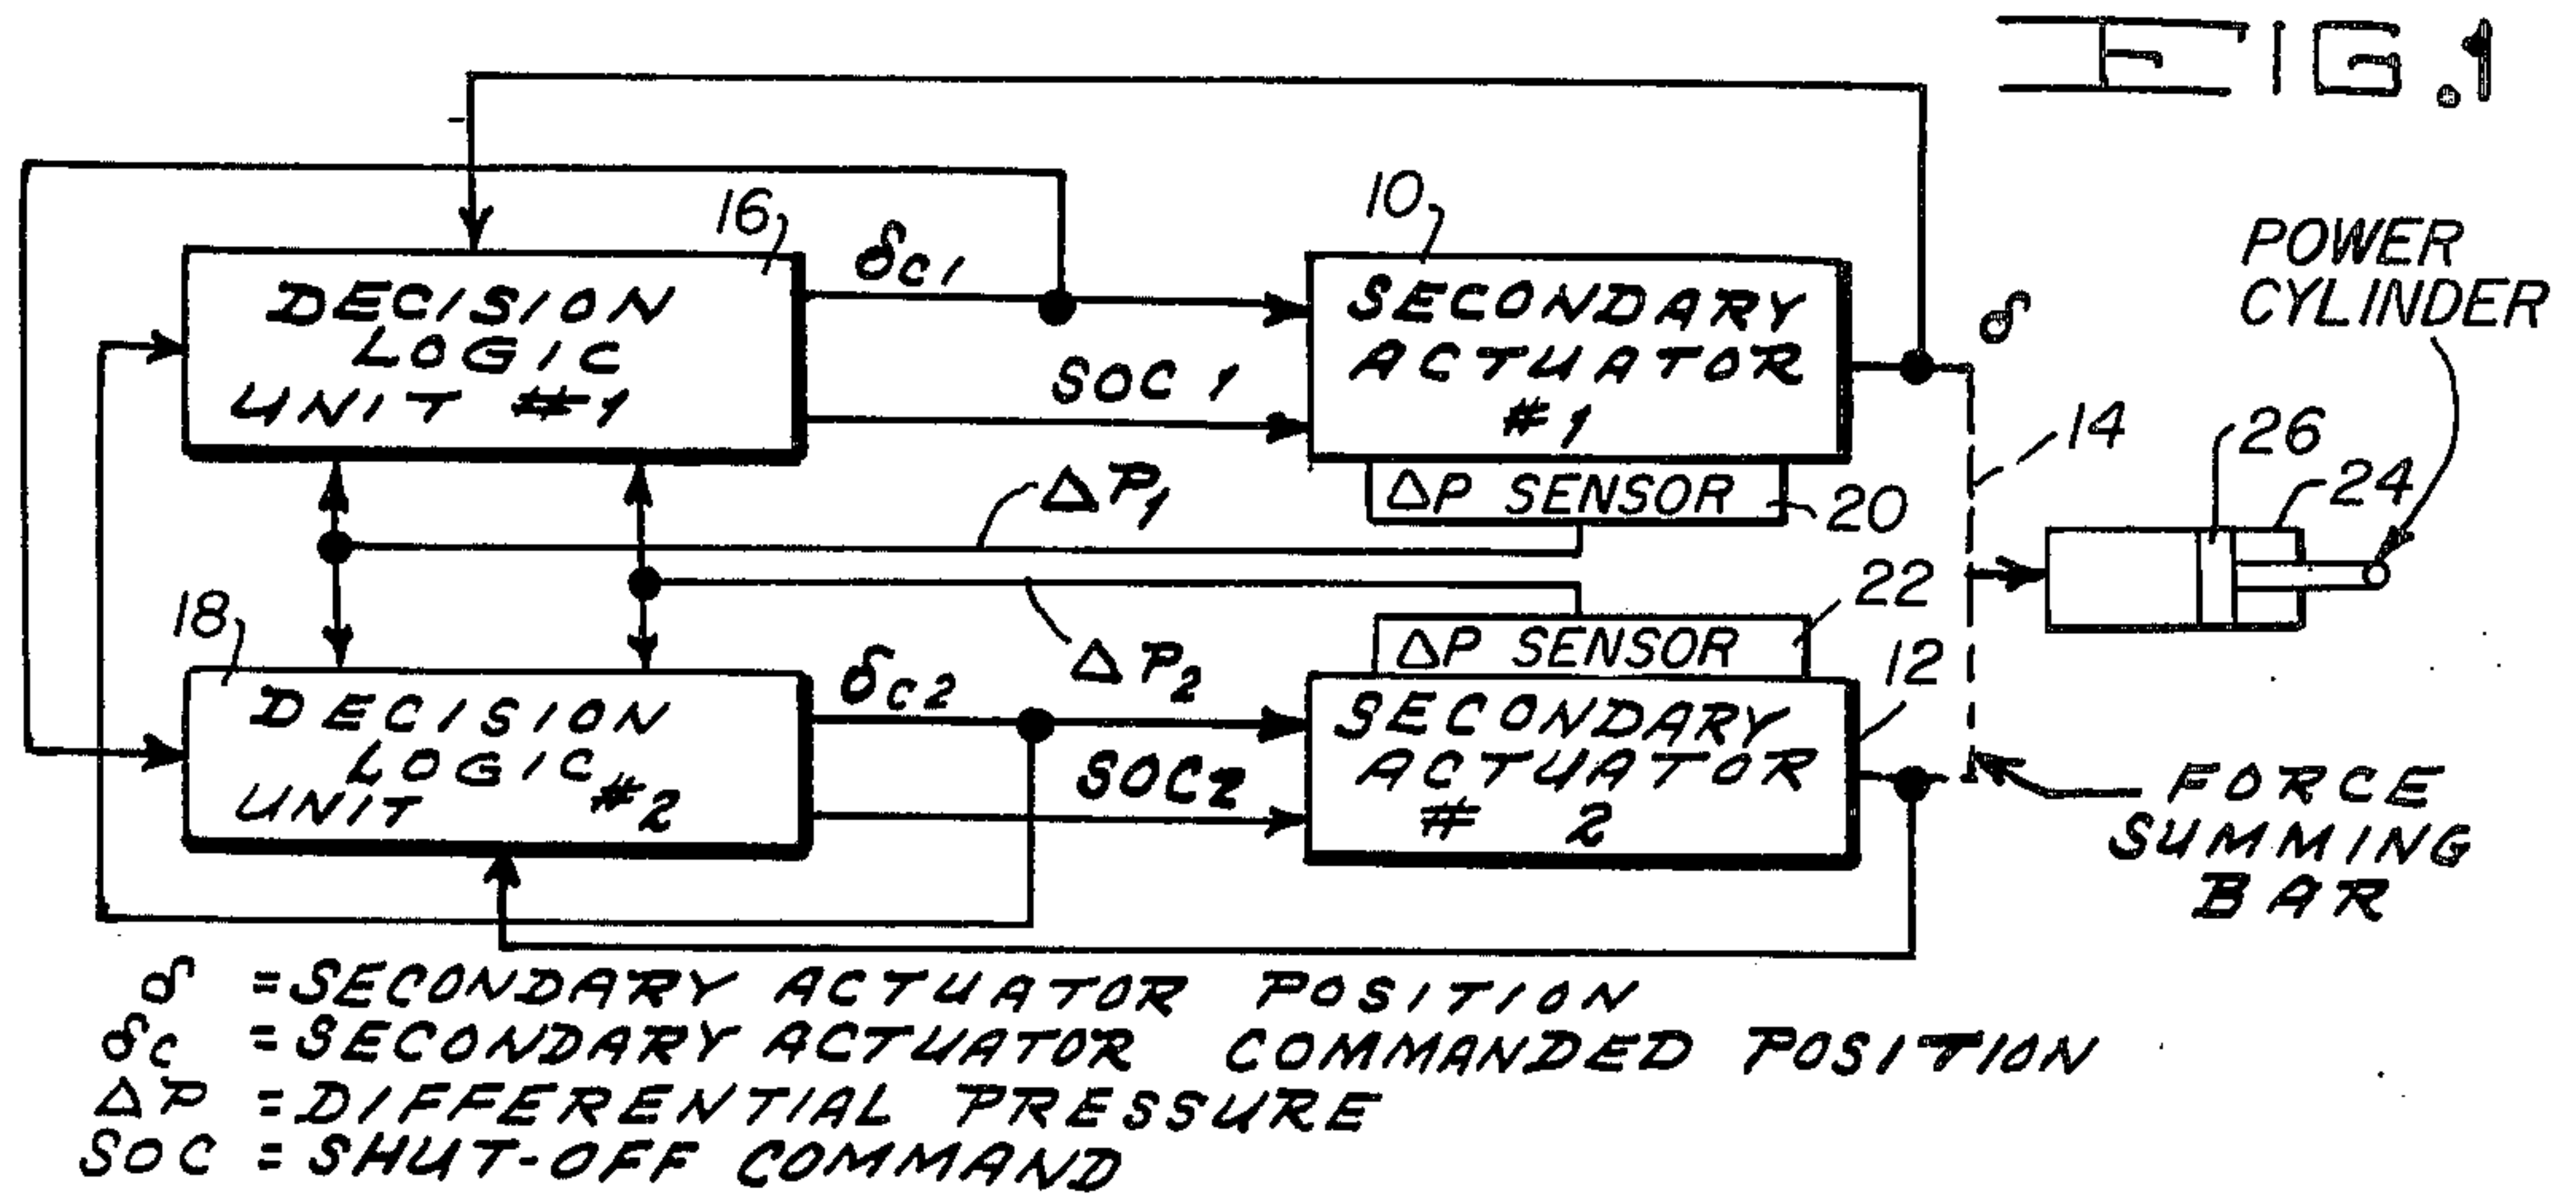 FIG.1
16
10
POWER
CYLINDER
δc1
DECISION
LOGIC
UNIT #1
SECONDARY
ACTUATOR
#1
δ
SOC 1
14
26
24
ΔP1
ΔP SENSOR
20
22
18
ΔP2
ΔP SENSOR
12
δc2
DECISION
LOGIC
UNIT #2
SECONDARY
ACTUATOR
# 2
SOC2
FORCE
SUMMING
BAR
δ = SECONDARY ACTUATOR POSITION
δc = SECONDARY ACTUATOR COMMANDED POSITION
ΔP = DIFFERENTIAL PRESSURE
SOC = SHUT-OFF COMMAND